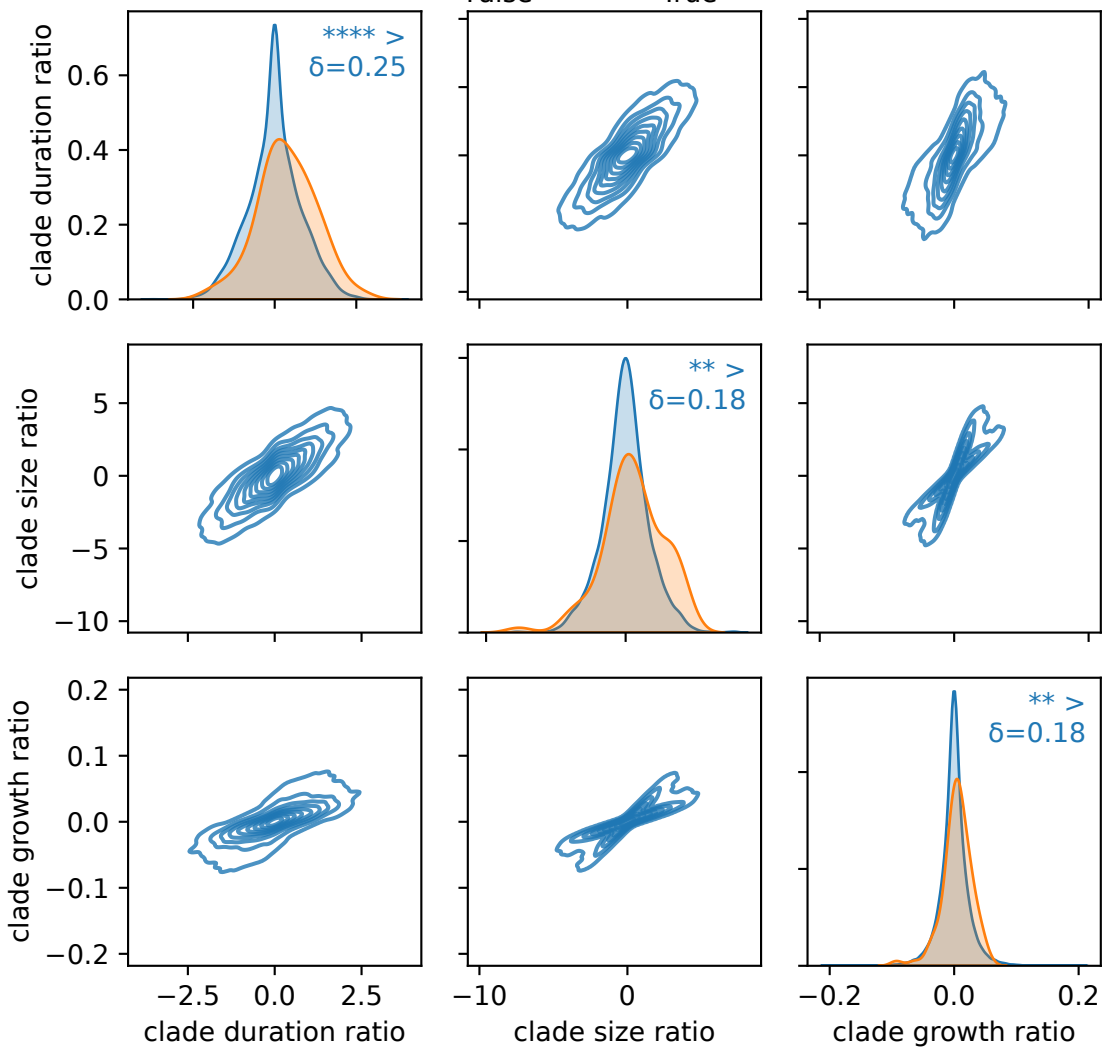 clade duration ratio
0.6
0.4
0.2
0.0
**** >
δ=0.25
clade size ratio
5
0
−5
−10
** >
δ=0.18
clade growth ratio
0.2
0.1
0.0
−0.1
−0.2
** >
δ=0.18
−2.5 0.0 2.5
−10 0
−0.2 0.0 0.2
clade duration ratio
clade size ratio
clade growth ratio